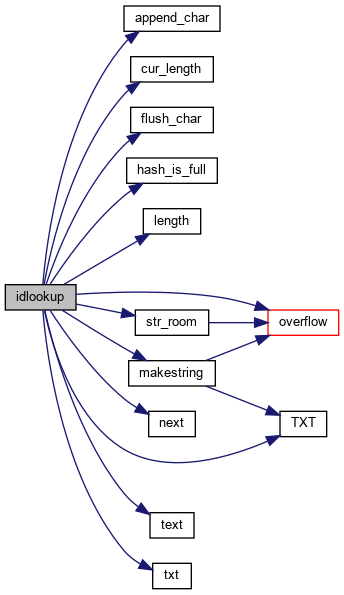 append_char
cur_length
flush_char
hash_is_full
length
idlookup
str_room
overflow
makestring
next
TXT
text
txt